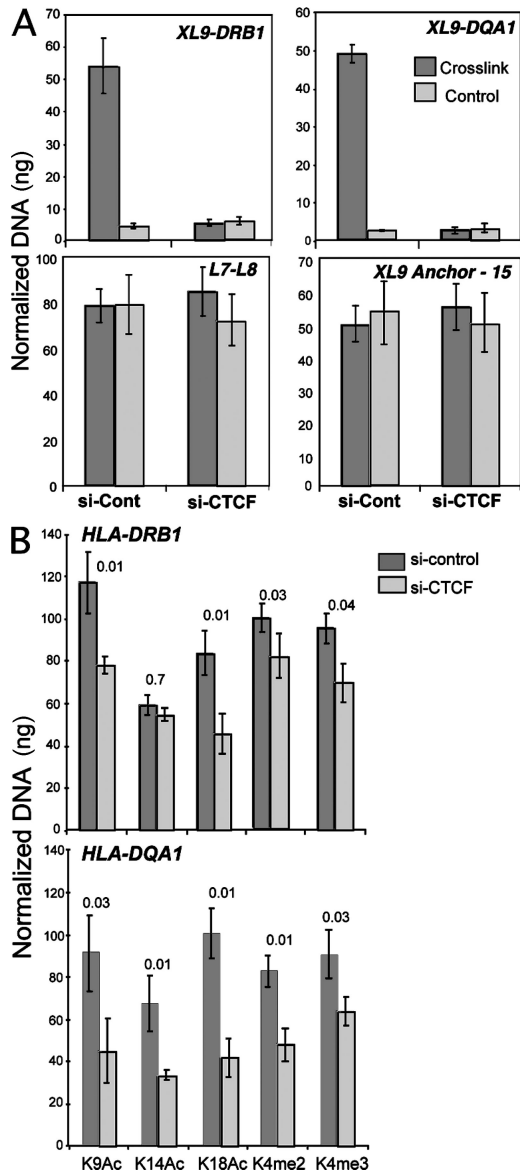 A
XL9-DRB1
70
60
50
40
30
20
10
0
XL9-DQA1
60
50
40
30
20
10
0
Crosslink
Control
Normalized DNA (ng)
L7-L8
100
80
60
40
20
0
XL9 Anchor - 15
60
50
40
30
20
10
0
si-Cont
si-CTCF
si-Cont
si-CTCF
B
HLA-DRB1
140
120
100
80
60
40
20
0
0.01
0.7
0.01
0.03
0.04
si-control
si-CTCF
Normalized DNA (ng)
HLA-DQA1
140
120
100
80
60
40
20
0
0.03
0.01
0.01
0.01
0.03
K9Ac K14Ac K18Ac K4me2 K4me3